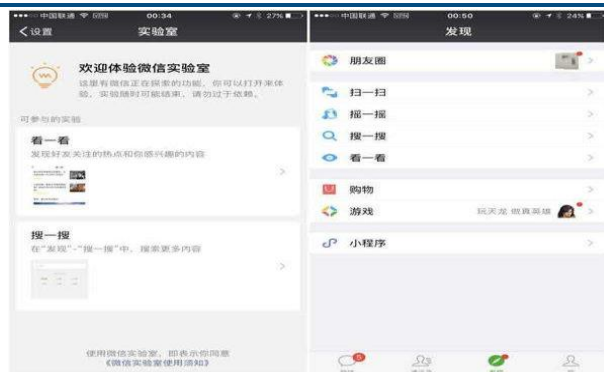 中国联通
00:34
27%
设置
实验室
欢迎体验微信实验室
这里有微信正在探索的功能，你可以打开来体
验。实验随时可能结束，请勿过于依赖。
可参与的实验
看一看
发现好友关注的热点和你感兴趣的内容
搜一搜
在“发现”-“搜一搜”中，搜索更多内容
使用微信实验室，即表示你同意
《微信实验室使用须知》
中国联通
00:50
24%
发现
朋友圈
扫一扫
摇一摇
搜一搜
看一看
购物
游戏
玩天龙 做真英雄
小程序
5